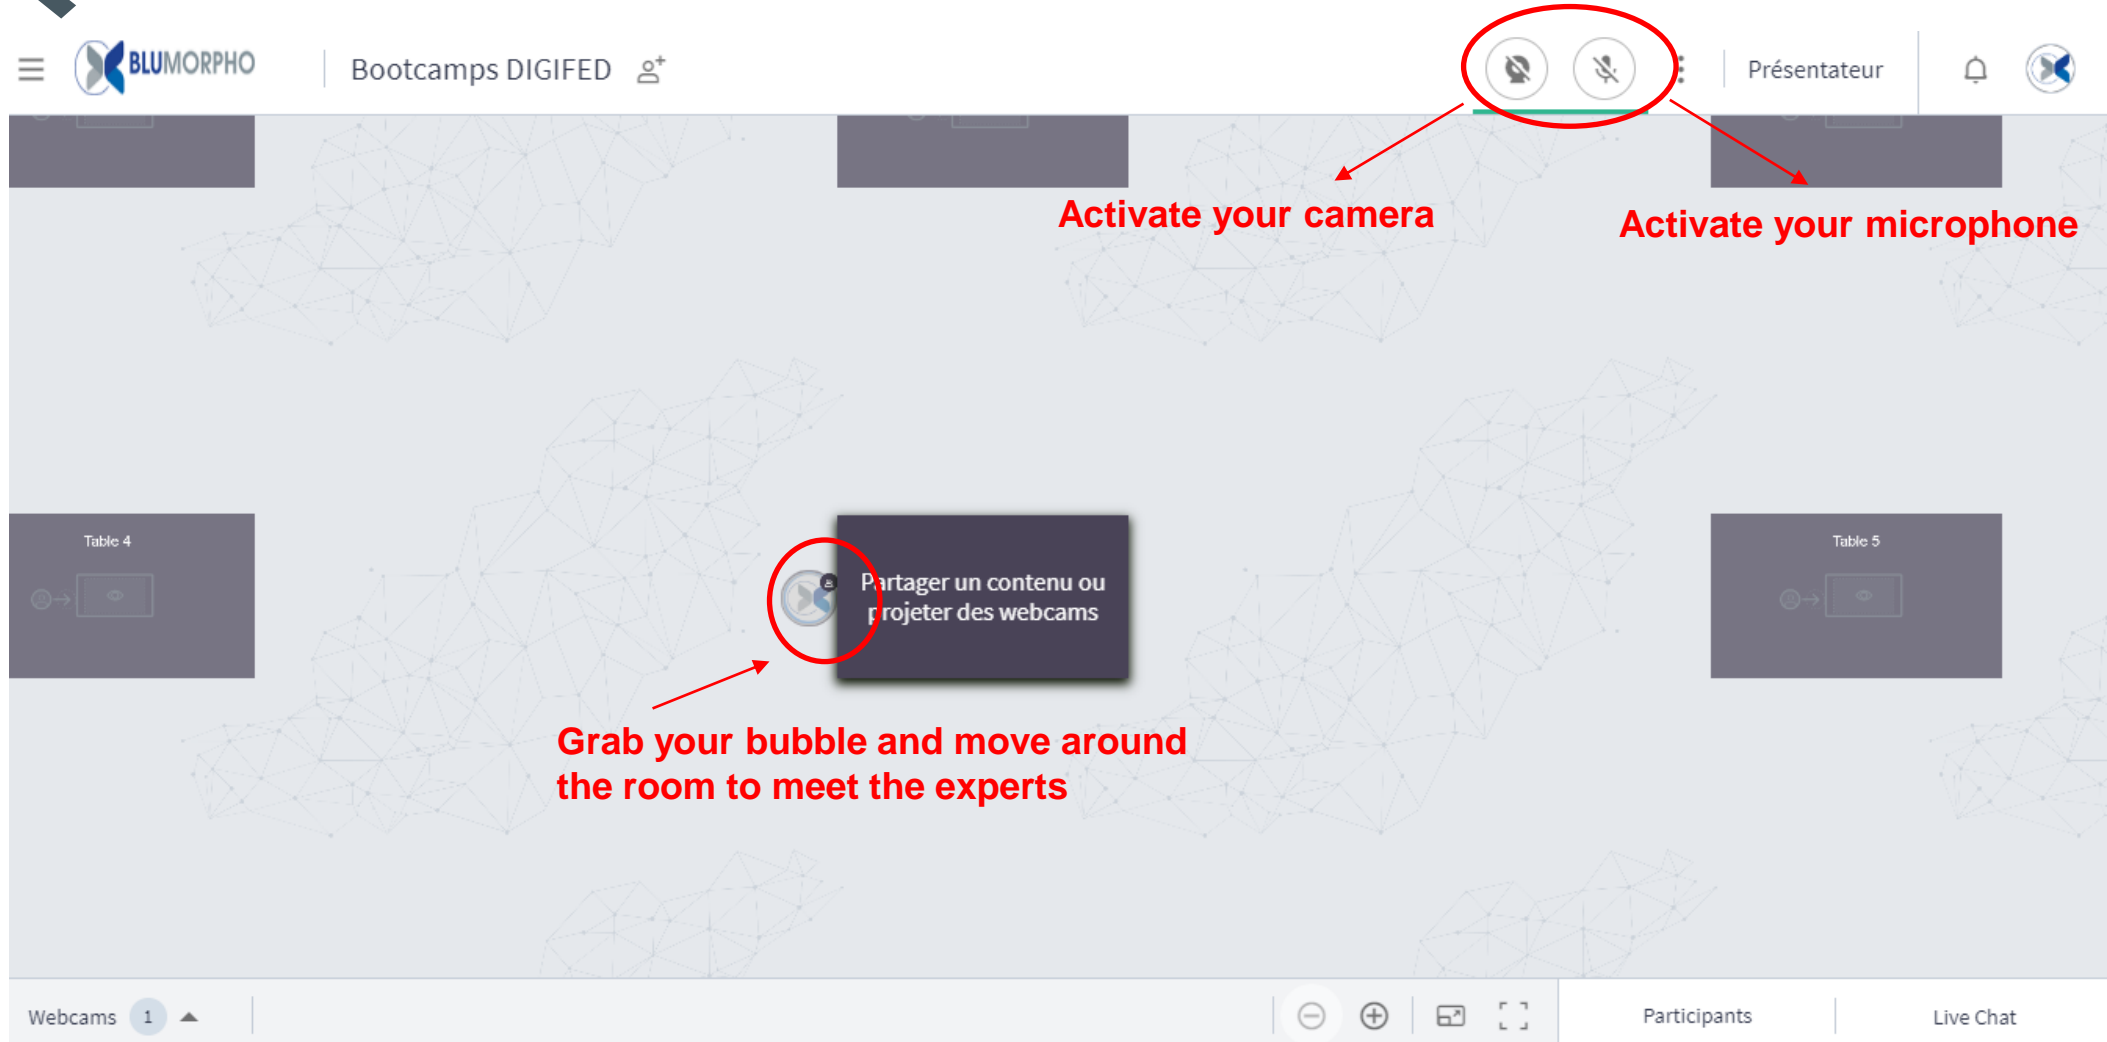 BLUMORPHO
Bootcamps DIGIFED
Présentateur
Activate your camera
Activate your microphone
Table 4
Partager un contenu ou
projeter des webcams
Table 5
Grab your bubble and move around
the room to meet the experts
Webcams 1
Participants
Live Chat